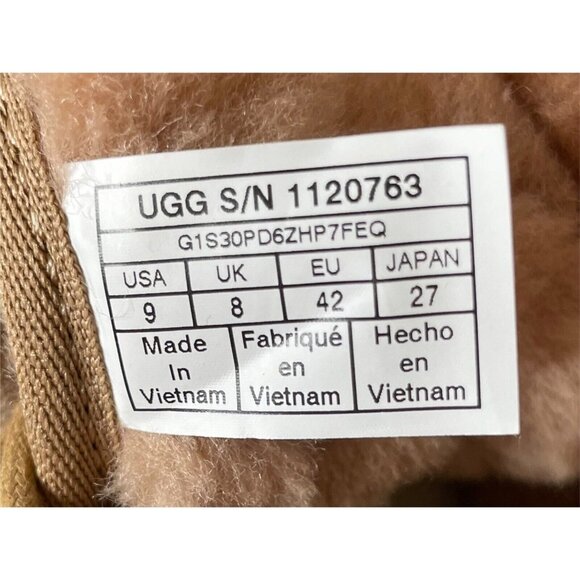 UGG S/N 1120763
G1S30PD6ZHP7FEQ
USA UK EU JAPAN
9 8 42 27
Made Fabriqué Hecho
In en en
Vietnam Vietnam Vietnam